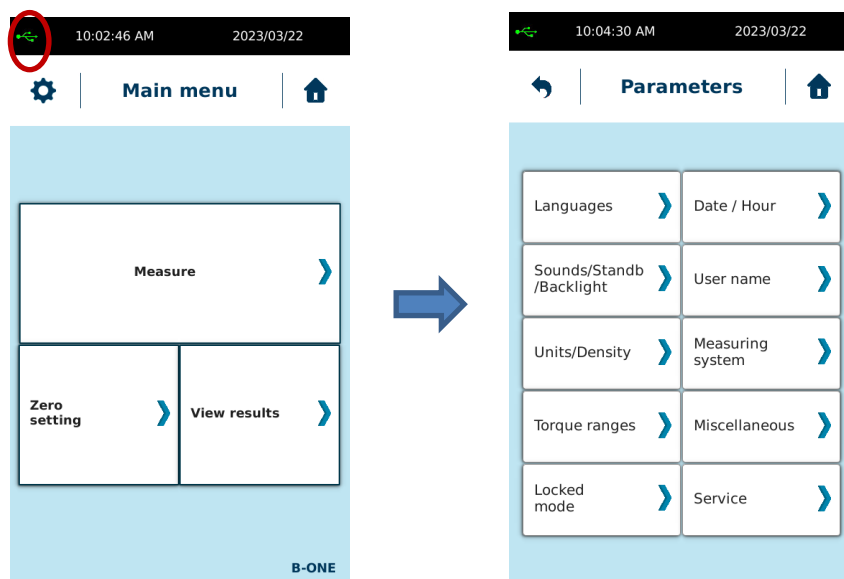 10:02:46 AM 2023/03/22
Main menu
Measure
Zero
setting
View results
B-ONE
10:04:30 AM 2023/03/22
Parameters
Languages
Date / Hour
Sounds/Standb
/Backlight
User name
Units/Density
Measuring
system
Torque ranges
Miscellaneous
Locked
mode
Service